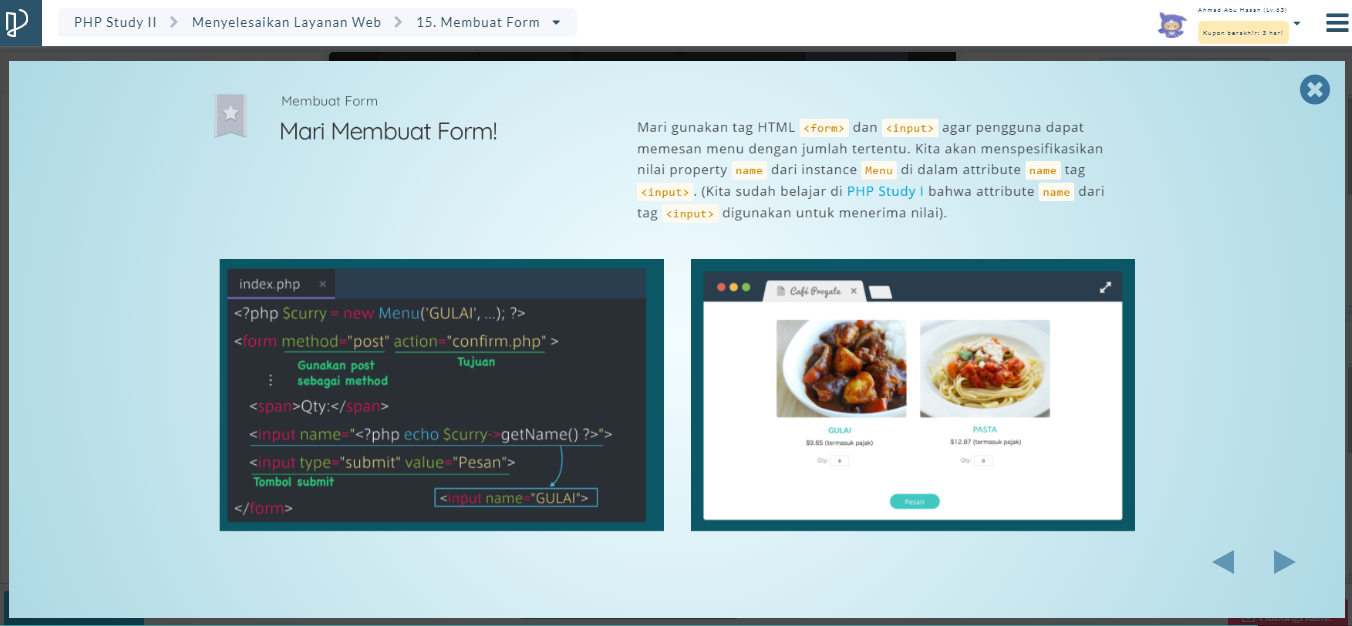 PHP Study II
Menyelesaikan Layanan Web
15. Membuat Form
Ahmad Abu Hasan (Lv.63)
Kupon berakhir: 3 hari
Membuat Form
Mari Membuat Form!
Mari gunakan tag HTML <form> dan <input> agar pengguna dapat
memesan menu dengan jumlah tertentu. Kita akan menspesifikasikan
nilai property name dari instance Menu di dalam attribute name tag
<input>. (Kita sudah belajar di PHP Study I bahwa attribute name dari
tag <input> digunakan untuk menerima nilai).
index.php ×
<?php $curry = new Menu('GULAI', ...); ?>
<form method="post" action="confirm.php" >
Gunakan post
sebagai method
Tujuan
⋮
<span>Qty:</span>
<input name="<?php echo $curry->getName() ?>">
<input type="submit" value="Pesan">
Tombol submit
<input name="GULAI">
</form>
Café Progate ×
GULAI
$9.65 (termasuk pajak)
Qty: 0
PASTA
$12.87 (termasuk pajak)
Qty: 0
Pesan